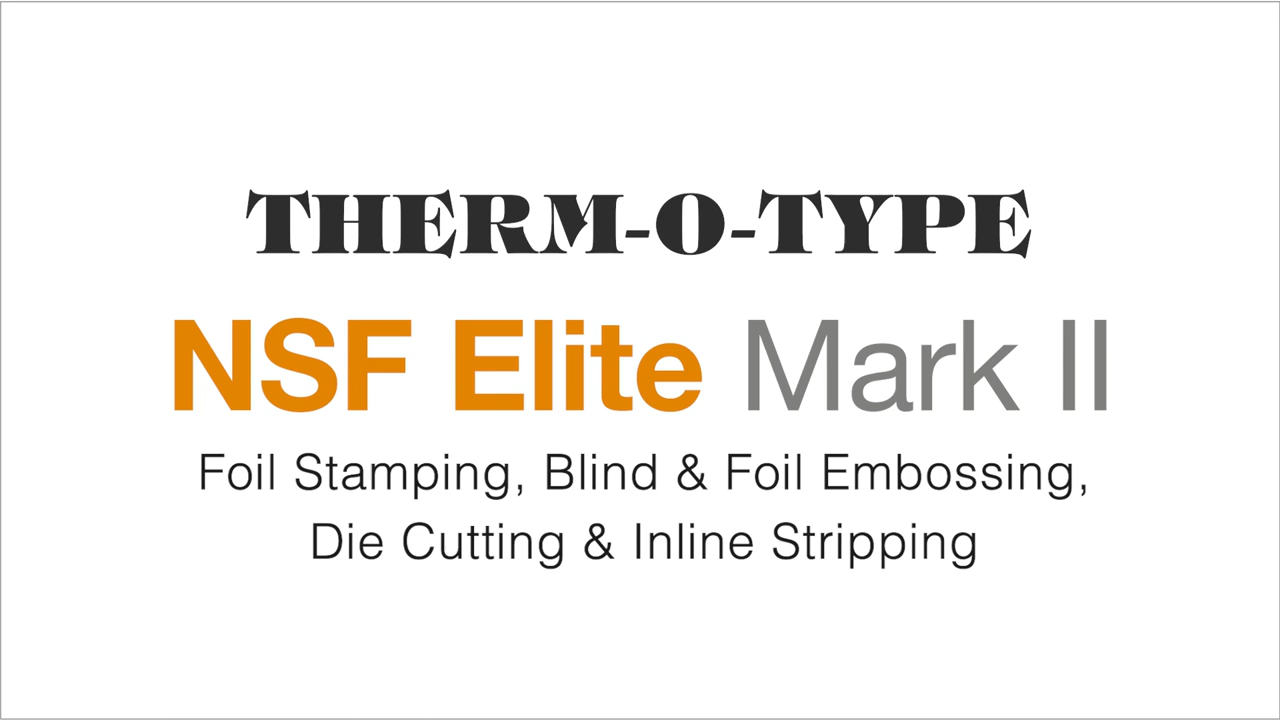 THERM-O-TYPE
NSF Elite Mark II
Foil Stamping, Blind & Foil Embossing,
Die Cutting & Inline Stripping